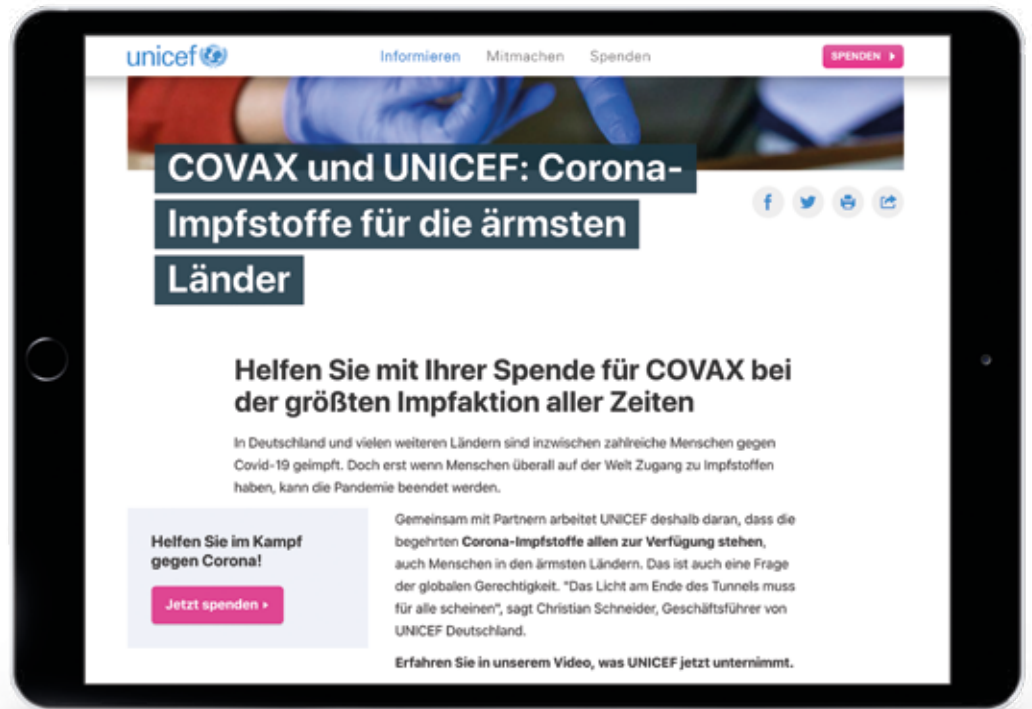 unicef
Informieren Mitmachen Spenden
SPENDEN
COVAX und UNICEF: Corona-
Impfstoffe für die ärmsten
Länder
Helfen Sie mit Ihrer Spende für COVAX bei
der größten Impfaktion aller Zeiten
In Deutschland und vielen weiteren Ländern sind inzwischen zahlreiche Menschen gegen
Covid-19 geimpft. Doch erst wenn Menschen überall auf der Welt Zugang zu Impfstoffen
haben, kann die Pandemie beendet werden.
Helfen Sie im Kampf
gegen Corona!
Jetzt spenden
Gemeinsam mit Partnern arbeitet UNICEF deshalb daran, dass die
begehrten Corona-Impfstoffe allen zur Verfügung stehen,
auch Menschen in den ärmsten Ländern. Das ist auch eine Frage
der globalen Gerechtigkeit. "Das Licht am Ende des Tunnels muss
für alle scheinen", sagt Christian Schneider, Geschäftsführer von
UNICEF Deutschland.
Erfahren Sie in unserem Video, was UNICEF jetzt unternimmt.